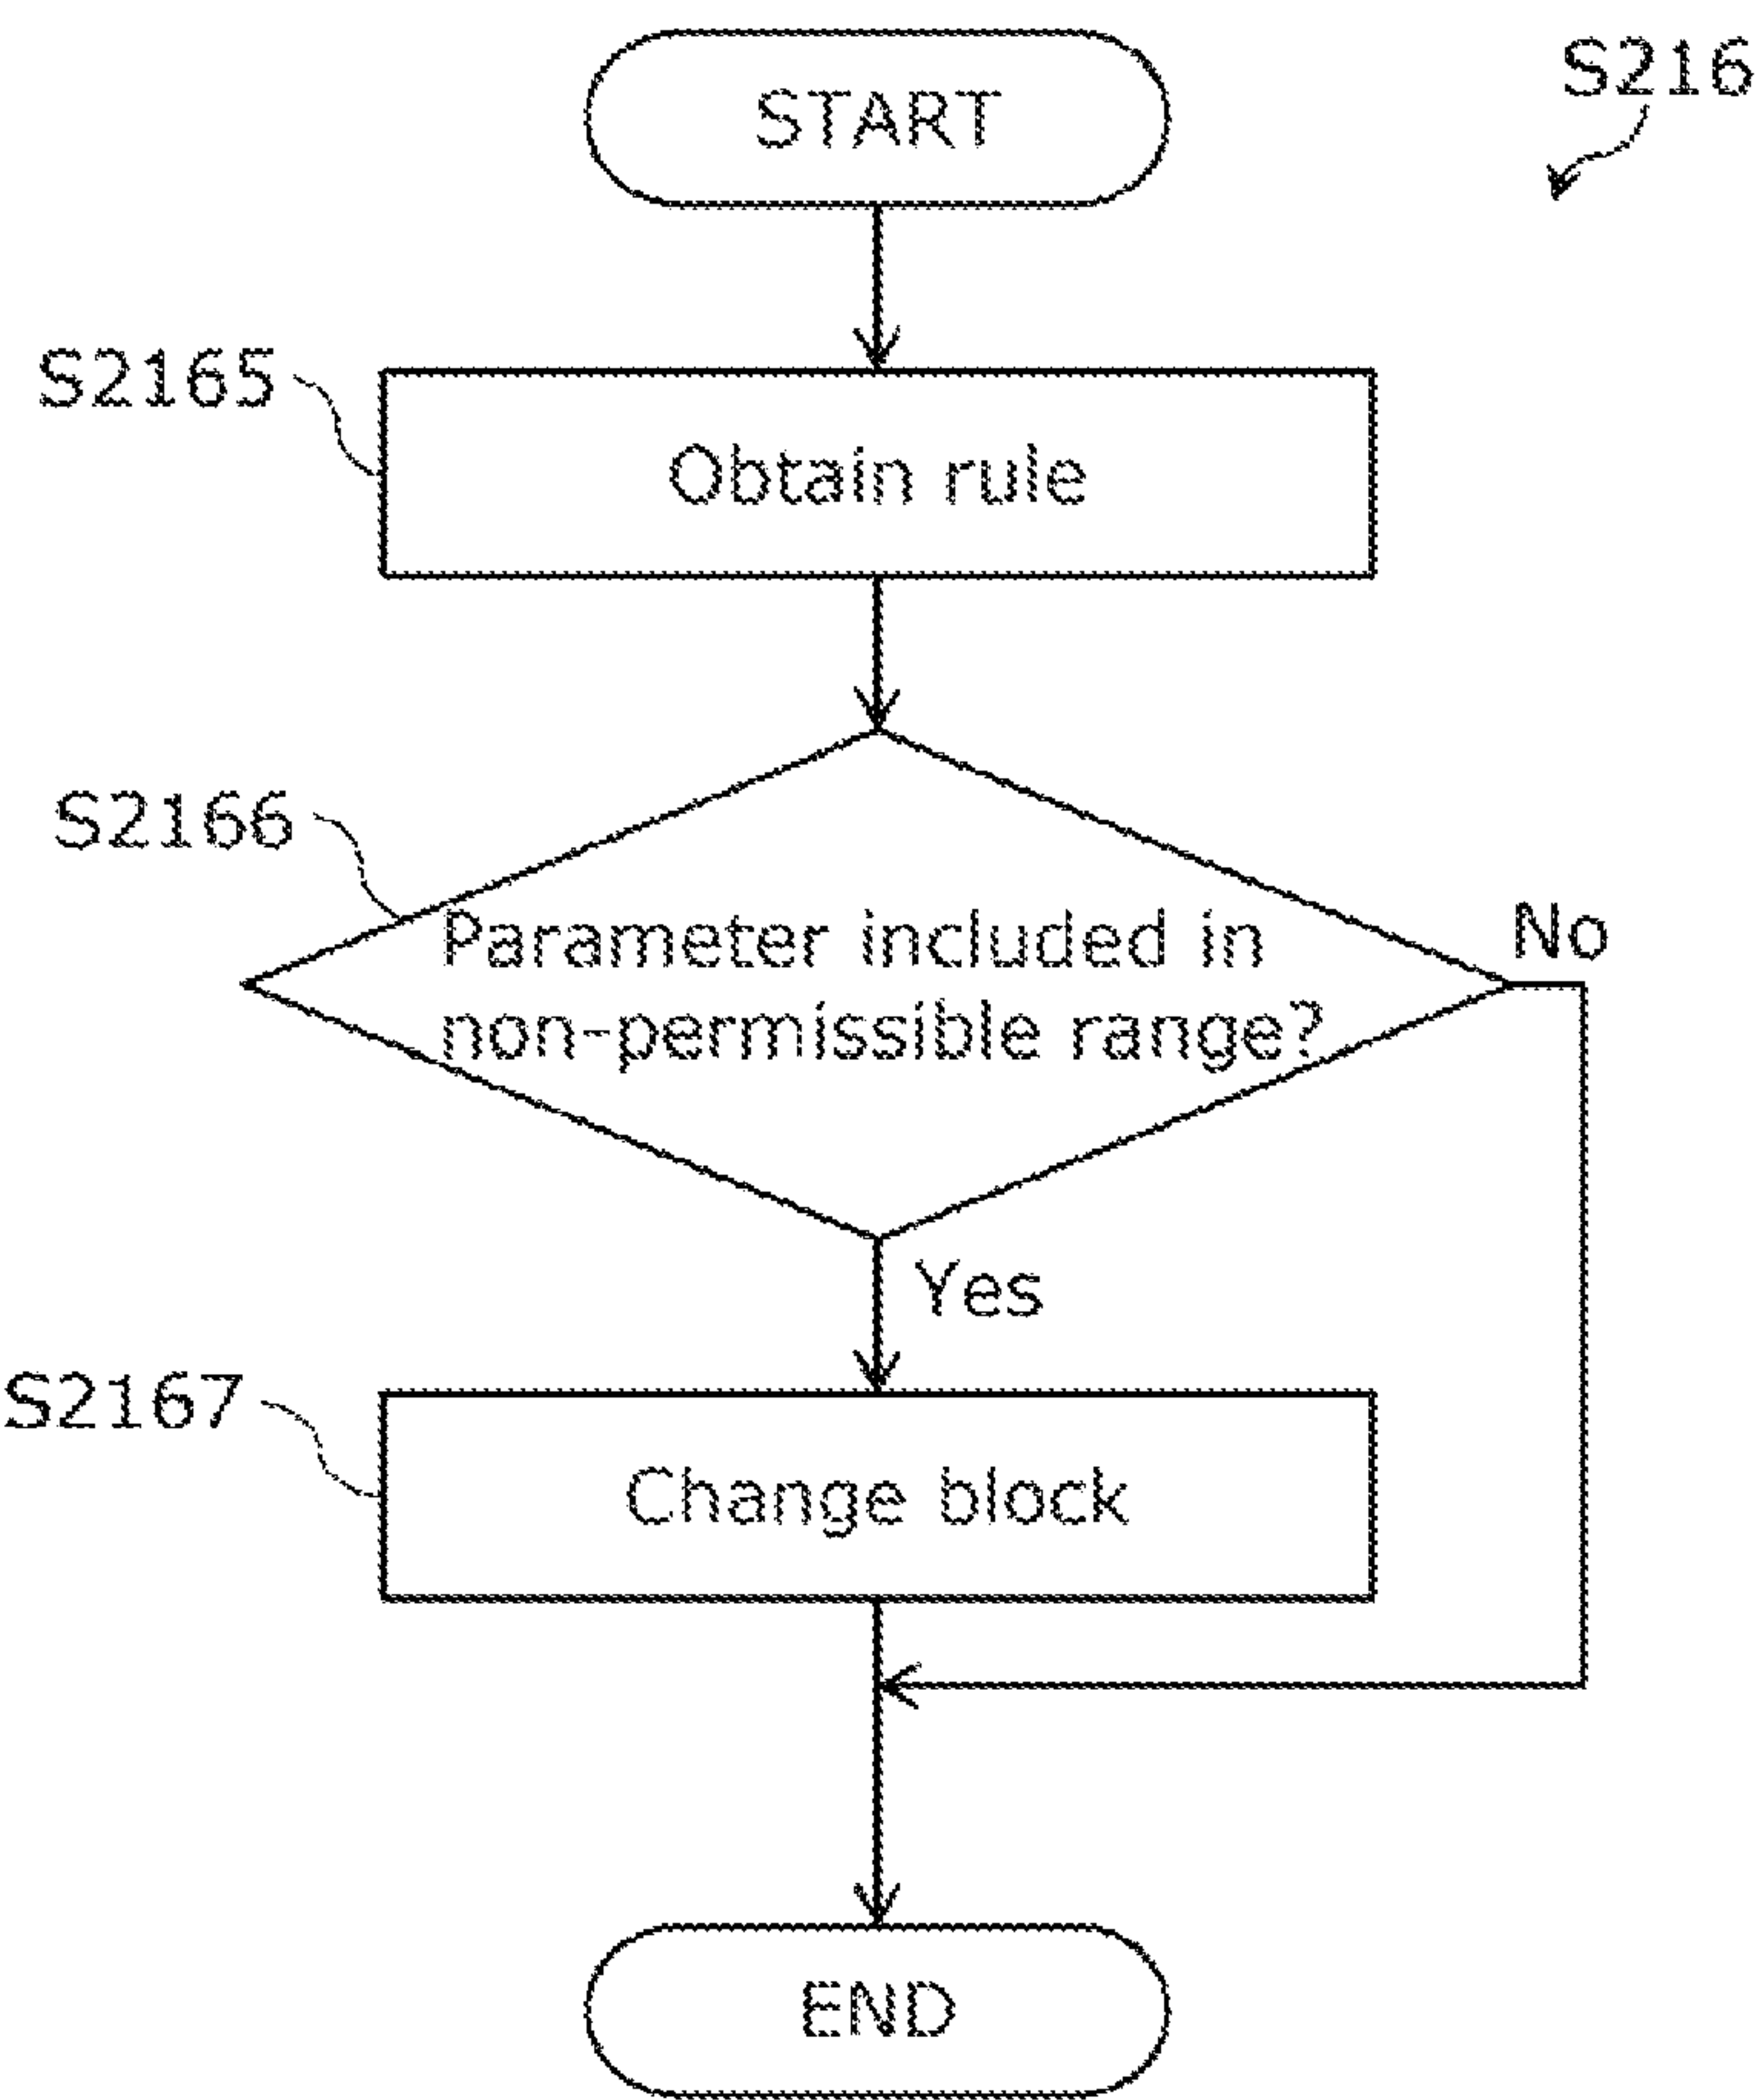 S216
START
S2165
Obtain rule
S2166
Parameter included in
non-permissible range?
No
Yes
S2167
Change block
END